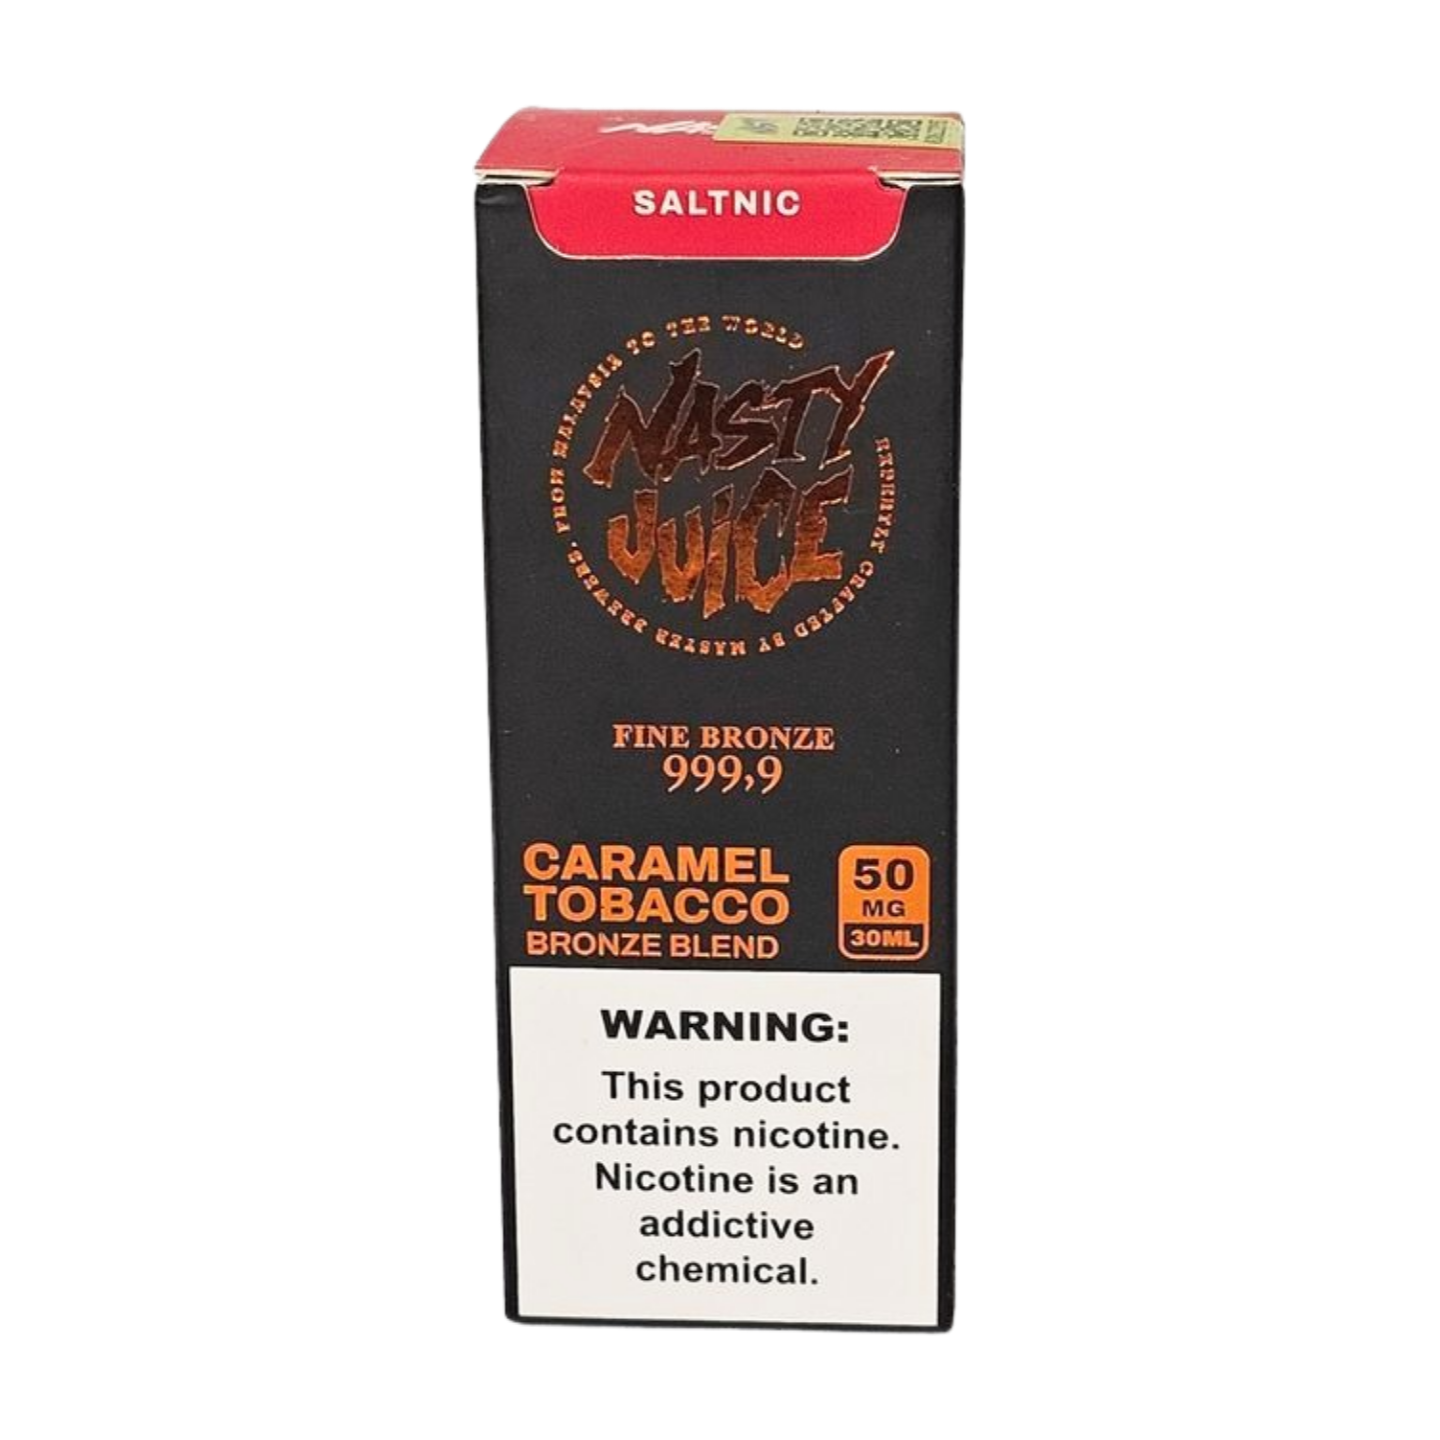 SALTNIC
EXPERTLY CRAFTED BY MASTER BREWERS, FROM MALAYSIA TO THE WORLD
NASTY
JUICE
FINE BRONZE
999,9
CARAMEL
TOBACCO
BRONZE BLEND
50
MG
30ML
WARNING:
This product
contains nicotine.
Nicotine is an
addictive
chemical.